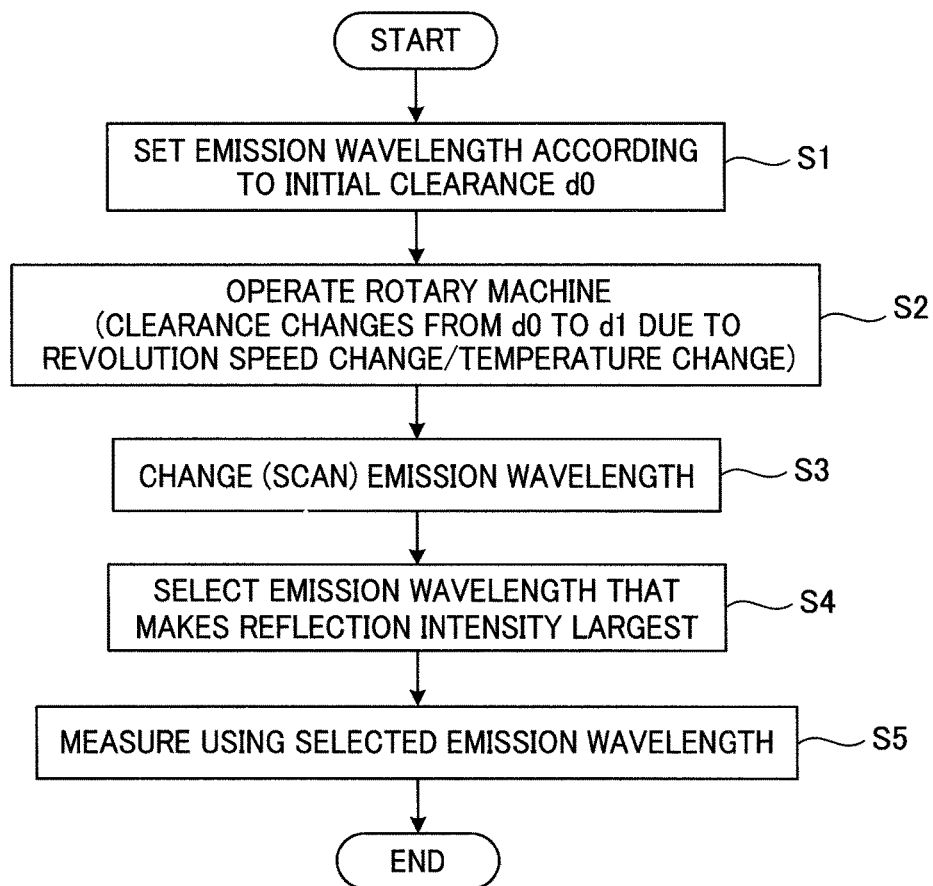 START
SET EMISSION WAVELENGTH ACCORDING
TO INITIAL CLEARANCE d0
S1
OPERATE ROTARY MACHINE
(CLEARANCE CHANGES FROM d0 TO d1 DUE TO
REVOLUTION SPEED CHANGE/TEMPERATURE CHANGE)
S2
CHANGE (SCAN) EMISSION WAVELENGTH
S3
SELECT EMISSION WAVELENGTH THAT
MAKES REFLECTION INTENSITY LARGEST
S4
MEASURE USING SELECTED EMISSION WAVELENGTH
S5
END